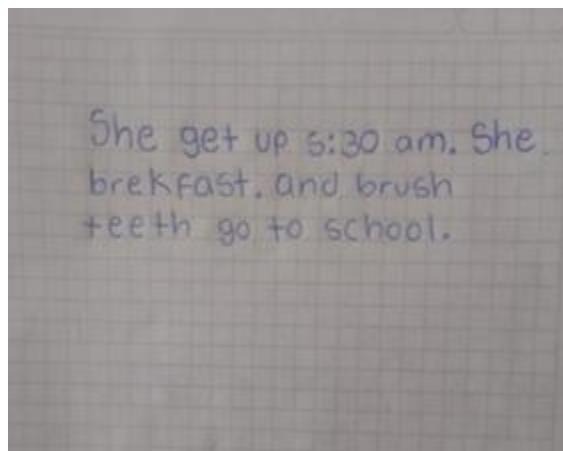 She get up 5:30 am. She
brekfast. and brush
teeth go to school.